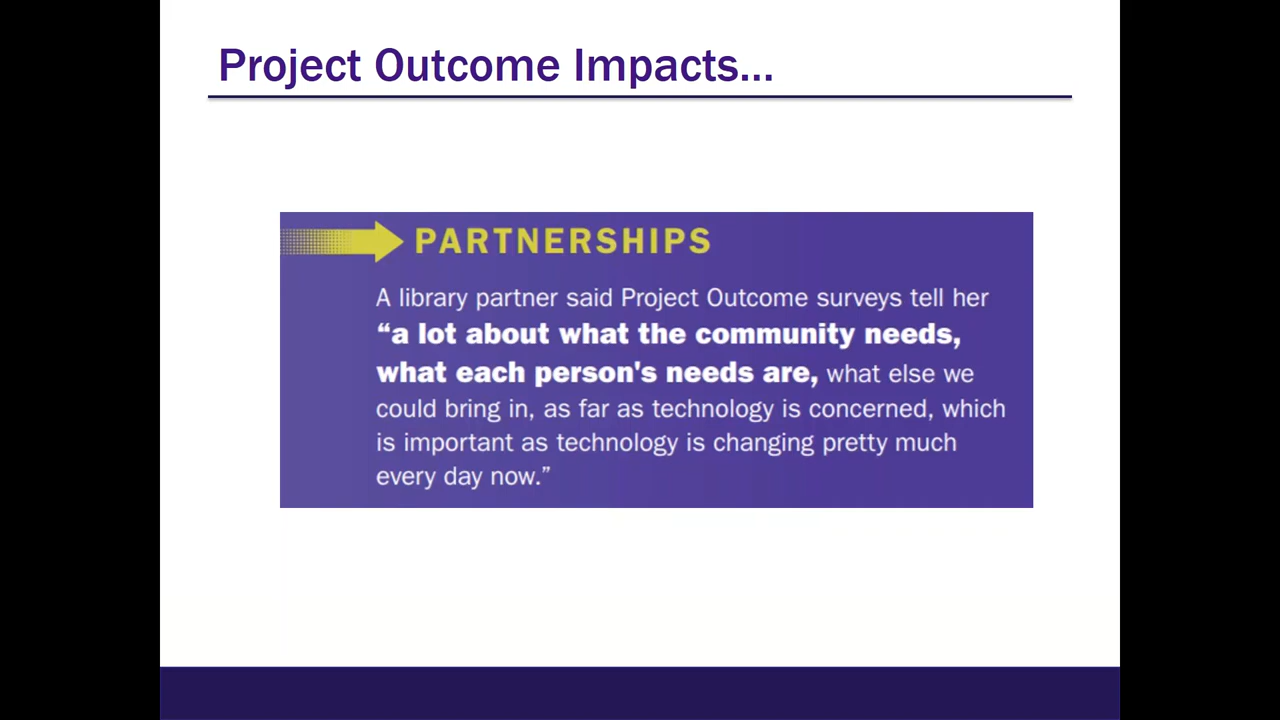 Project Outcome Impacts...
PARTNERSHIPS
A library partner said Project Outcome surveys tell her
“a lot about what the community needs,
what each person's needs are, what else we
could bring in, as far as technology is concerned, which
is important as technology is changing pretty much
every day now.”